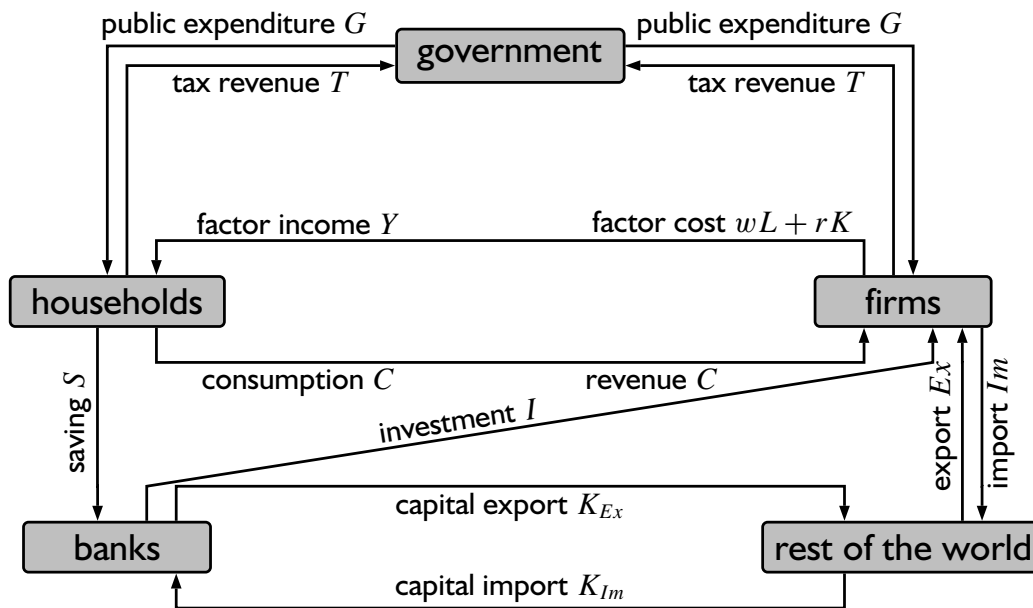 public expenditure G
public expenditure G
government
tax revenue T
tax revenue T
factor income Y
factor cost wL + rK
households
firms
consumption C
revenue C
saving S
investment I
export Ex
import Im
capital export K_Ex
banks
rest of the world
capital import K_Im